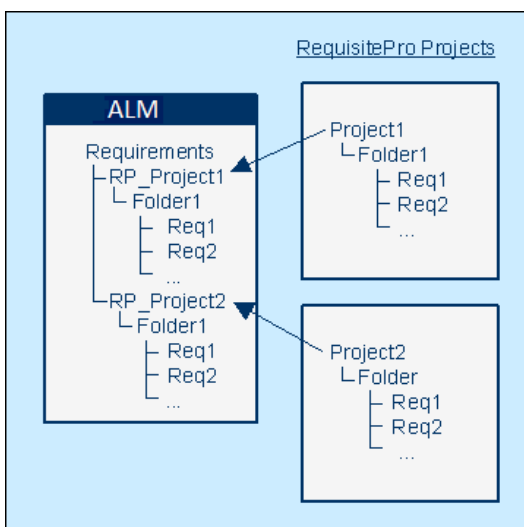 RequisitePro Projects
ALM
Requirements
RP_Project1
Folder1
Req1
Req2
...
RP_Project2
Folder1
Req1
Req2
...
Project1
Folder1
Req1
Req2
...
Project2
Folder
Req1
Req2
...